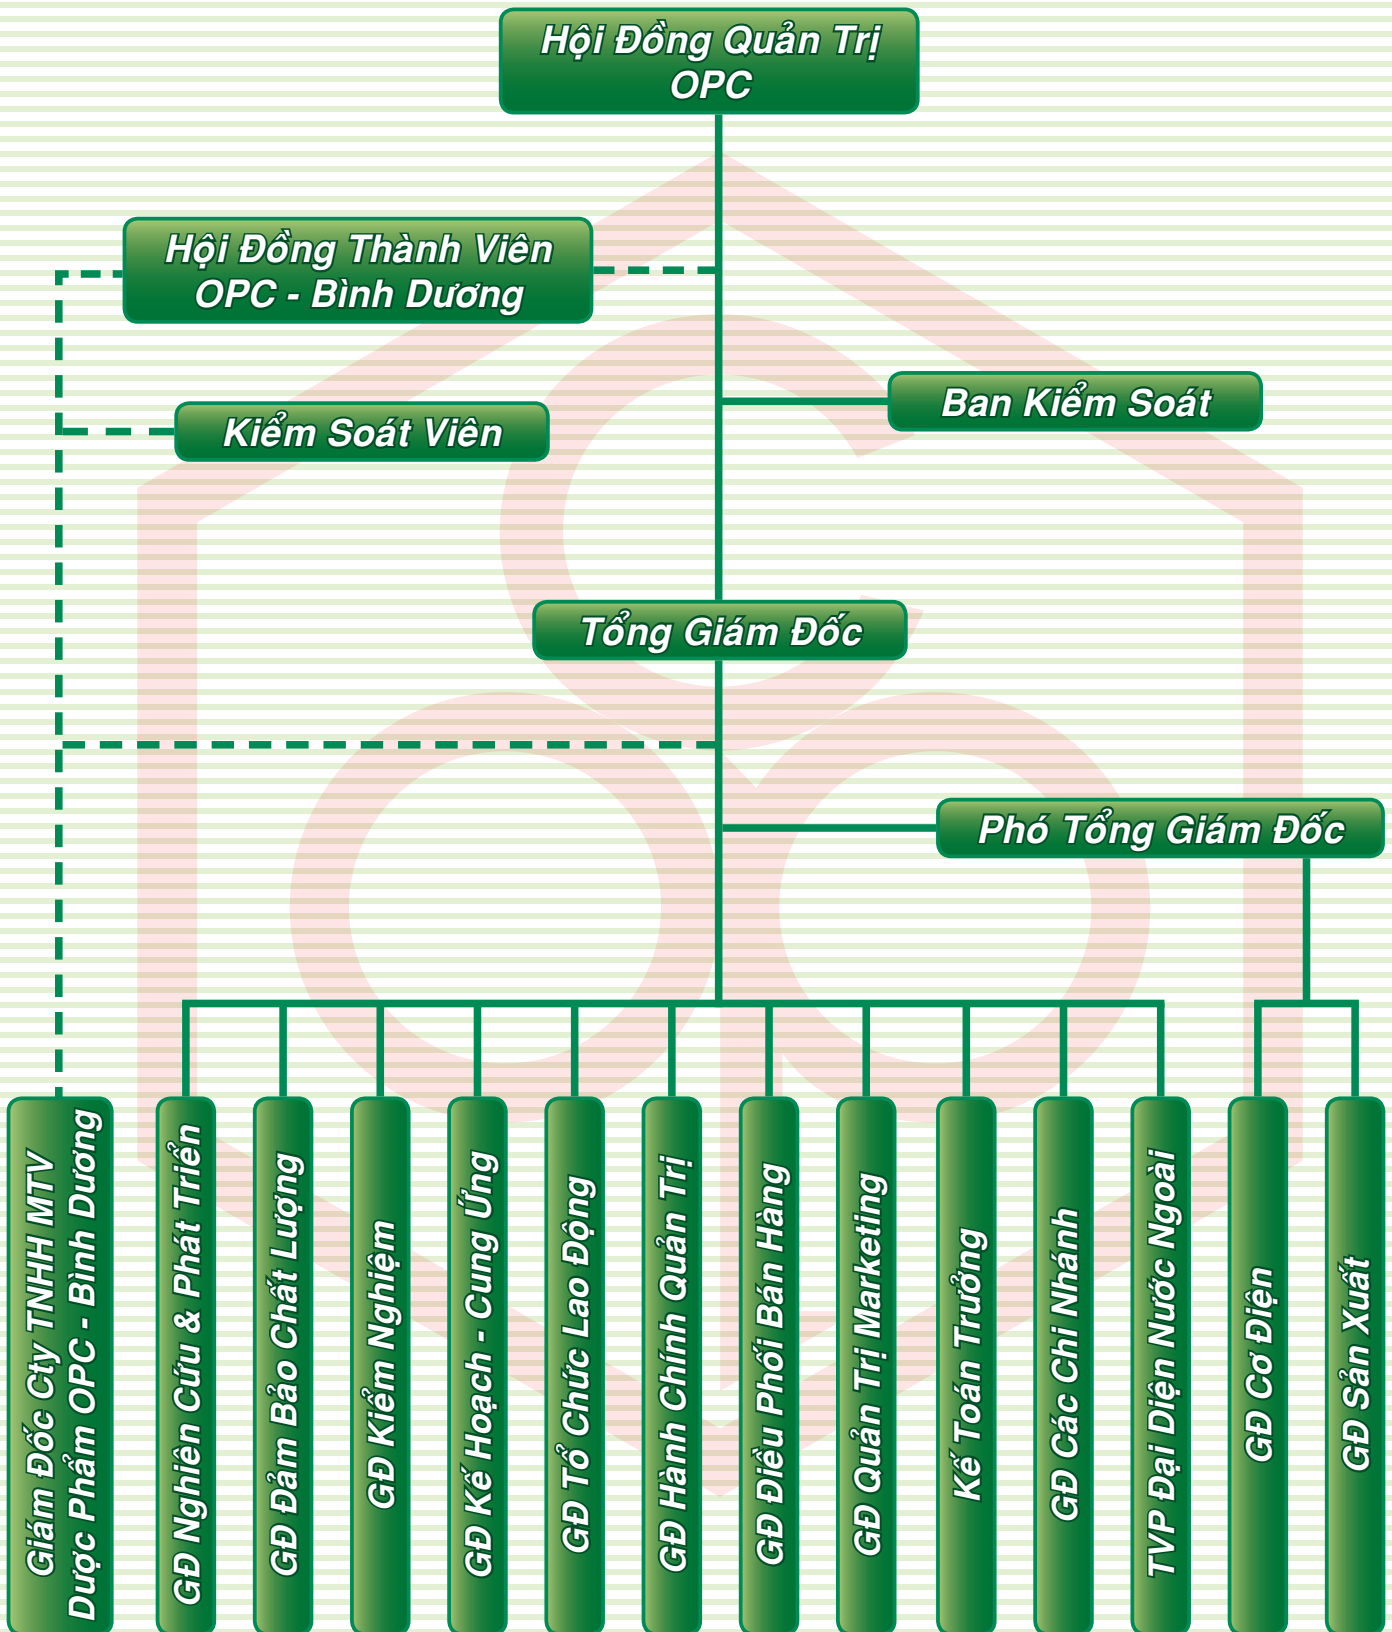 Hội Đồng Quản Trị
OPC
Hội Đồng Thành Viên
OPC - Bình Dương
Ban Kiểm Soát
Kiểm Soát Viên
Tổng Giám Đốc
Phó Tổng Giám Đốc
Giám Đốc Cty TNHH MTV
Dược Phẩm OPC - Bình Dương
GĐ Nghiên Cứu & Phát Triển
GĐ Đảm Bảo Chất Lượng
GĐ Kiểm Nghiệm
GĐ Kế Hoạch - Cung Ứng
GĐ Tổ Chức Lao Động
GĐ Hành Chính Quản Trị
GĐ Điều Phối Bán Hàng
GĐ Quản Trị Marketing
Kế Toán Trưởng
GĐ Các Chi Nhánh
TVP Đại Diện Nước Ngoài
GĐ Cơ Điện
GĐ Sản Xuất